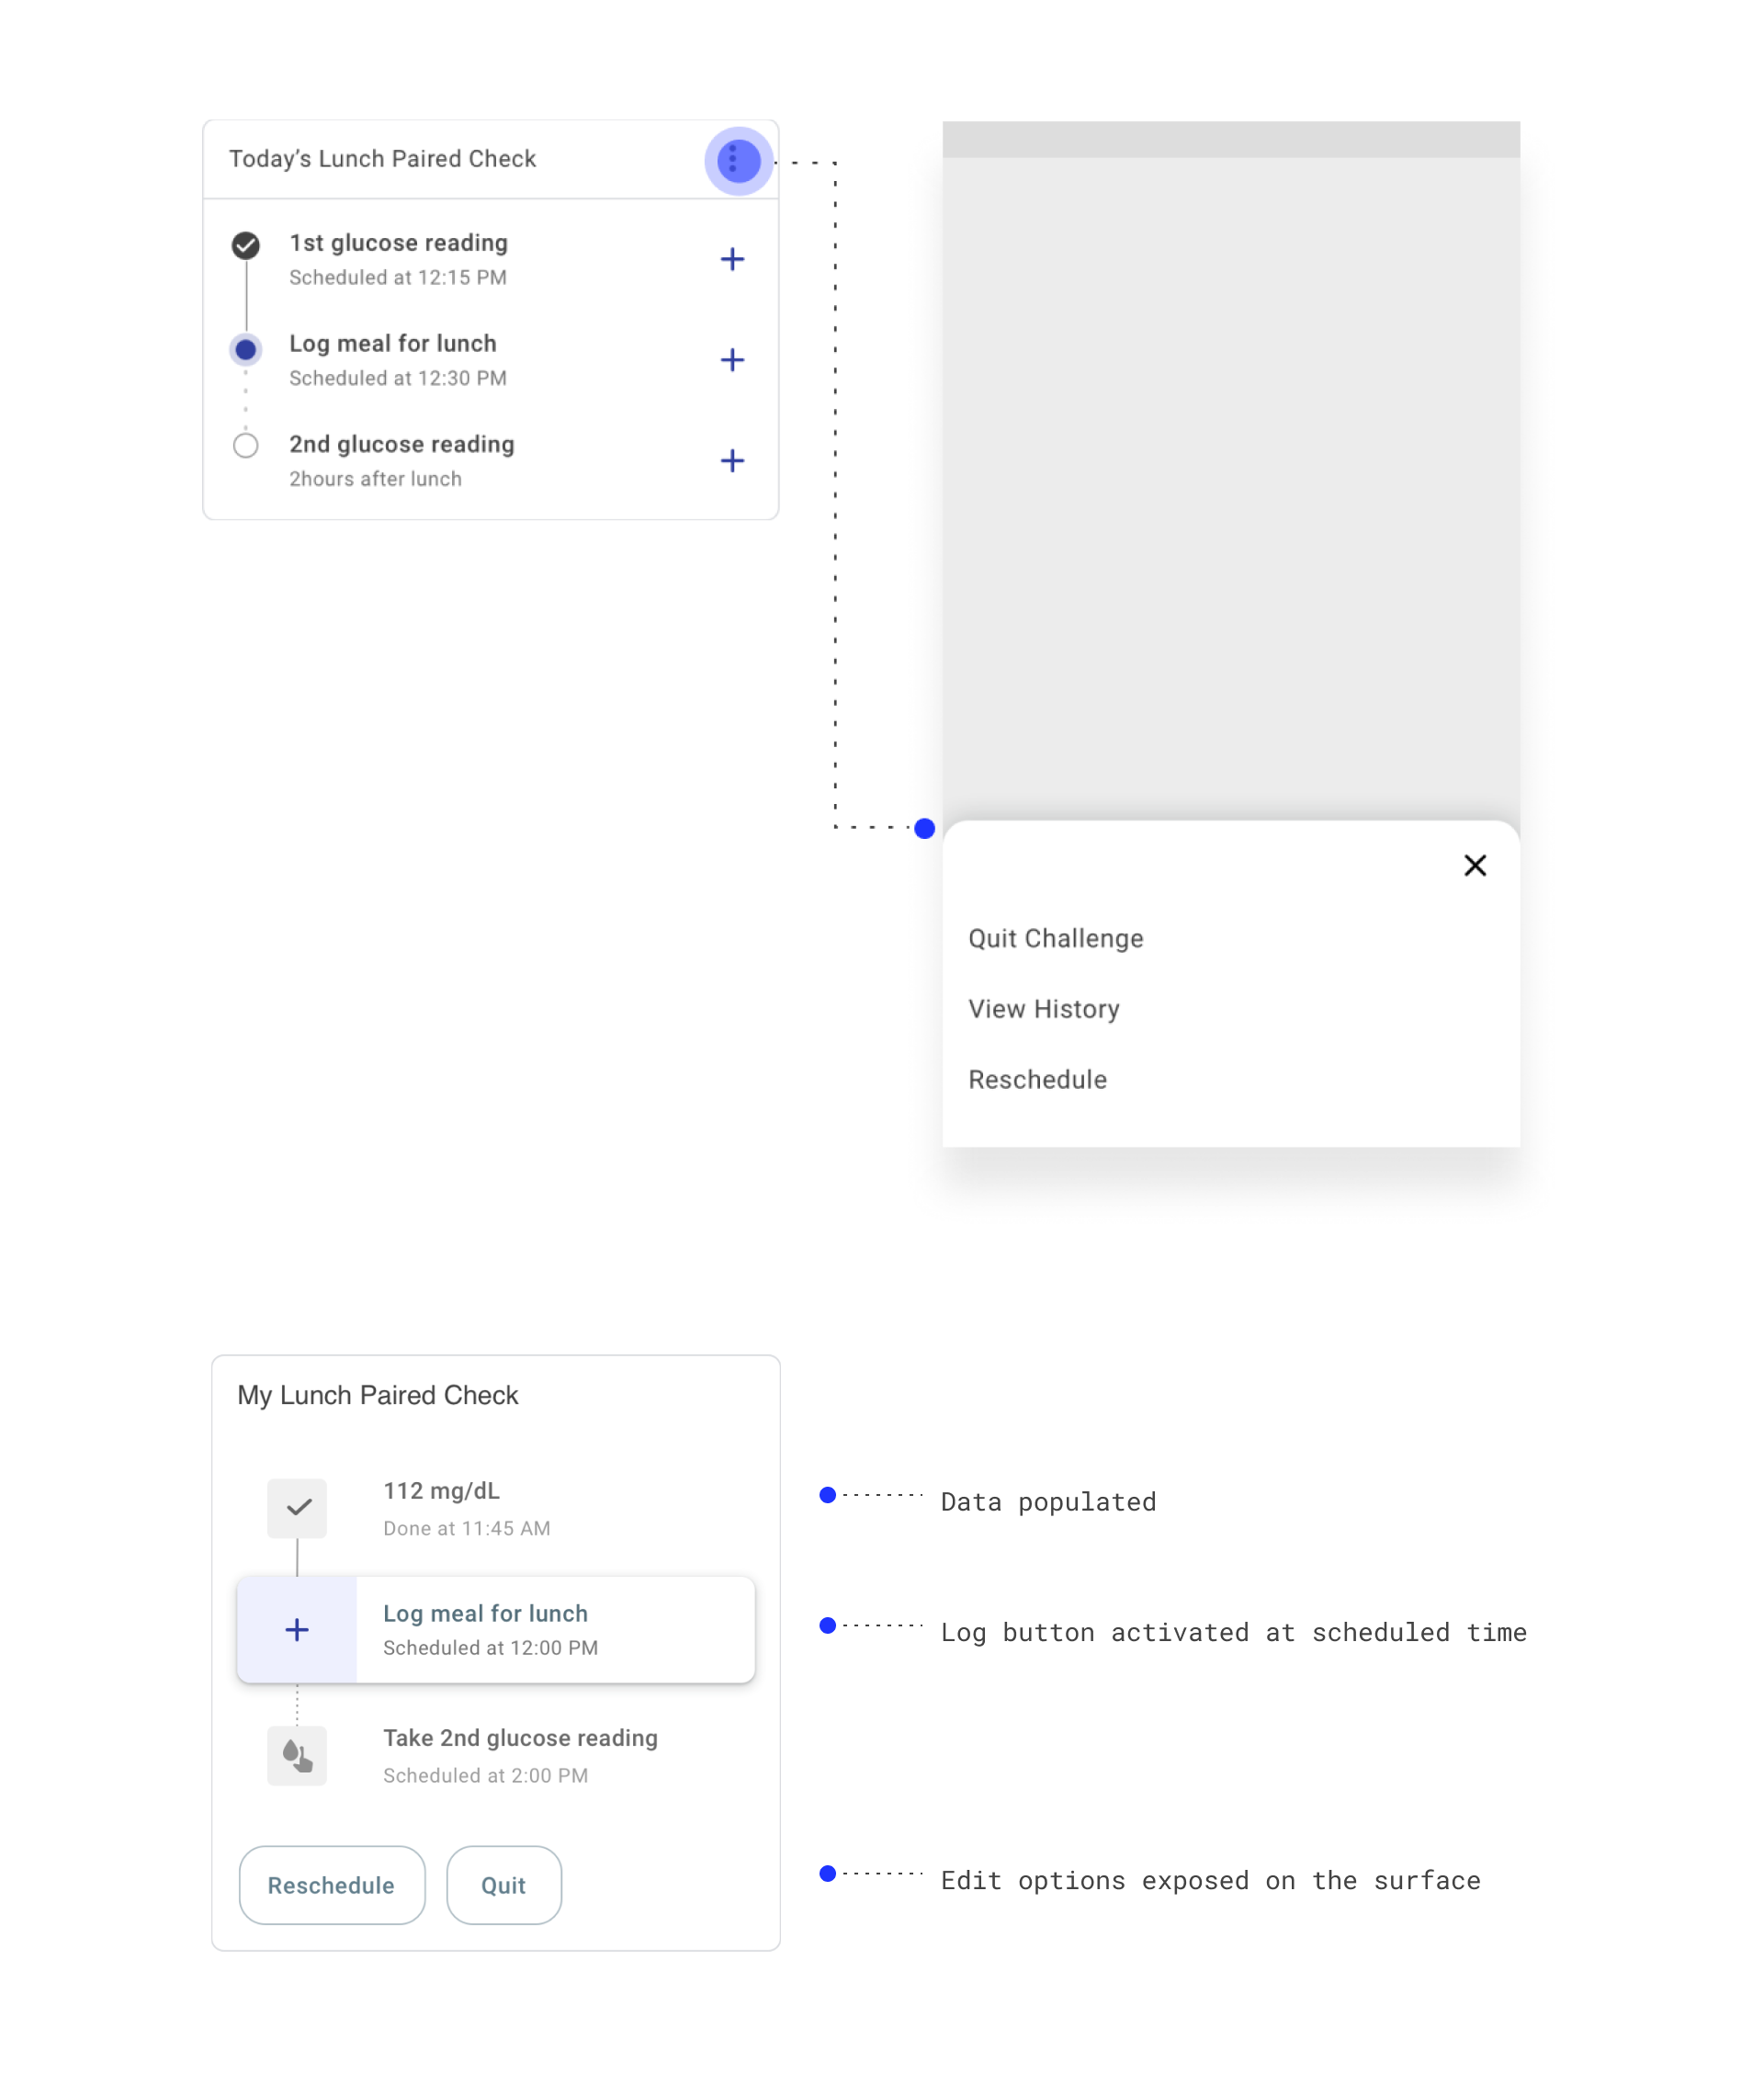 Today’s Lunch Paired Check
1st glucose reading
Scheduled at 12:15 PM
Log meal for lunch
Scheduled at 12:30 PM
2nd glucose reading
2hours after lunch
Quit Challenge
View History
Reschedule
My Lunch Paired Check
112 mg/dL
Done at 11:45 AM
Data populated
Log meal for lunch
Scheduled at 12:00 PM
Log button activated at scheduled time
Take 2nd glucose reading
Scheduled at 2:00 PM
Reschedule
Quit
Edit options exposed on the surface